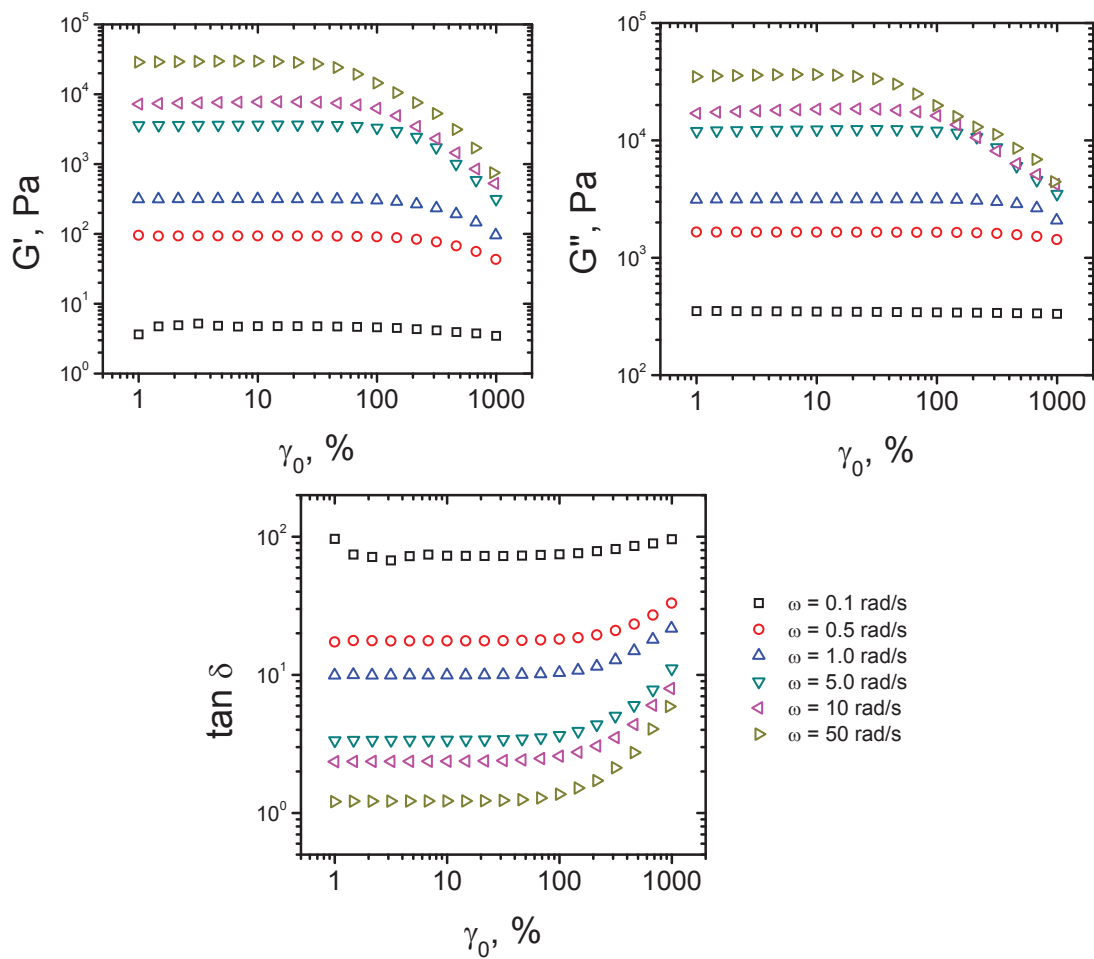 G', Pa
10⁵
10⁴
10³
10²
10¹
10⁰
1 10 100 1000
γ₀, %
G'', Pa
10⁵
10⁴
10³
10²
1 10 100 1000
γ₀, %
tan δ
10²
10¹
10⁰
1 10 100 1000
γ₀, %
ω = 0.1 rad/s
ω = 0.5 rad/s
ω = 1.0 rad/s
ω = 5.0 rad/s
ω = 10 rad/s
ω = 50 rad/s